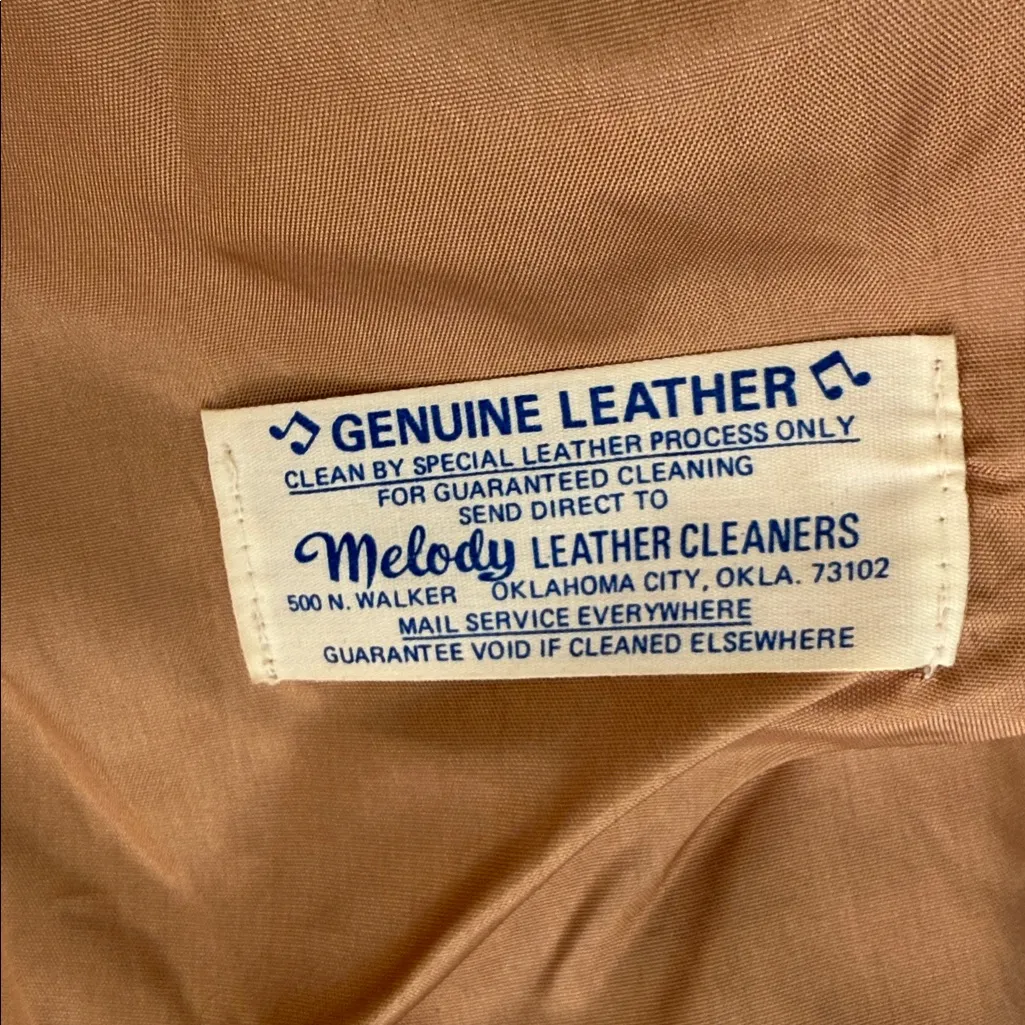 GENUINE LEATHER
CLEAN BY SPECIAL LEATHER PROCESS ONLY
FOR GUARANTEED CLEANING
SEND DIRECT TO
Melody LEATHER CLEANERS
500 N. WALKER OKLAHOMA CITY, OKLA. 73102
MAIL SERVICE EVERYWHERE
GUARANTEE VOID IF CLEANED ELSEWHERE